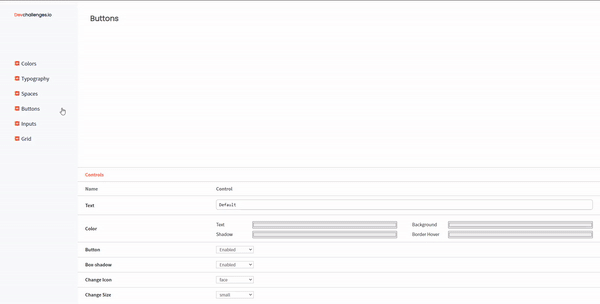 Devchallenges.io
Buttons
Colors
Typography
Spaces
Buttons
Inputs
Grid
Controls
Name Control
Text Default
Color Text Background
Shadow Border Hover
Button Enabled
Box shadow Enabled
Change Icon face
Change Size small